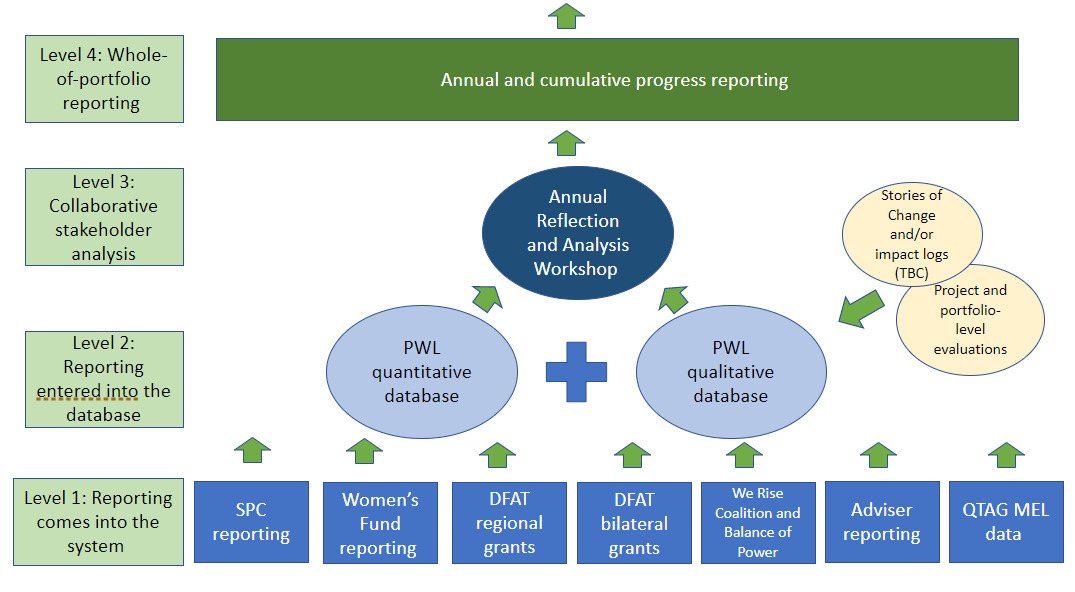 Level 4: Whole-
of-portfolio
reporting
Annual and cumulative progress reporting
Level 3:
Collaborative
stakeholder
analysis
Annual
Reflection
and Analysis
Workshop
Stories of
Change
and/or
impact logs
(TBC)
Project and
portfolio-
level
evaluations
Level 2:
Reporting
entered into the
database
PWL
quantitative
database
PWL
qualitative
database
Level 1: Reporting
comes into the
system
SPC
reporting
Women's
Fund
reporting
DFAT
regional
grants
DFAT
bilateral
grants
We Rise
Coalition and
Balance of
Power
Adviser
reporting
QTAG MEL
data